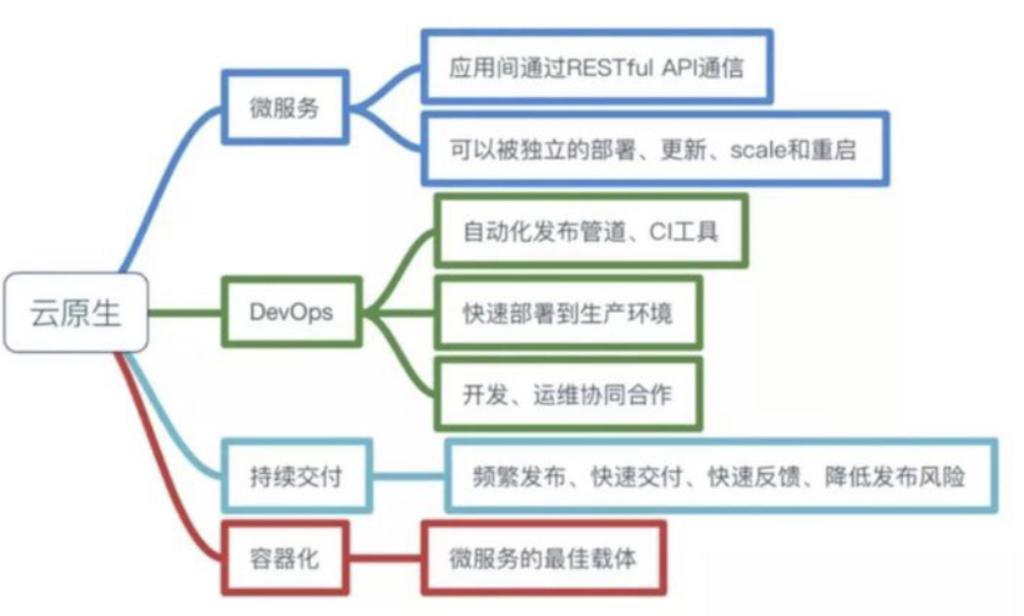 云原生
微服务
应用间通过RESTful API通信
可以被独立的部署、更新、scale和重启
DevOps
自动化发布管道、CI工具
快速部署到生产环境
开发、运维协同合作
持续交付
频繁发布、快速交付、快速反馈、降低发布风险
容器化
微服务的最佳载体